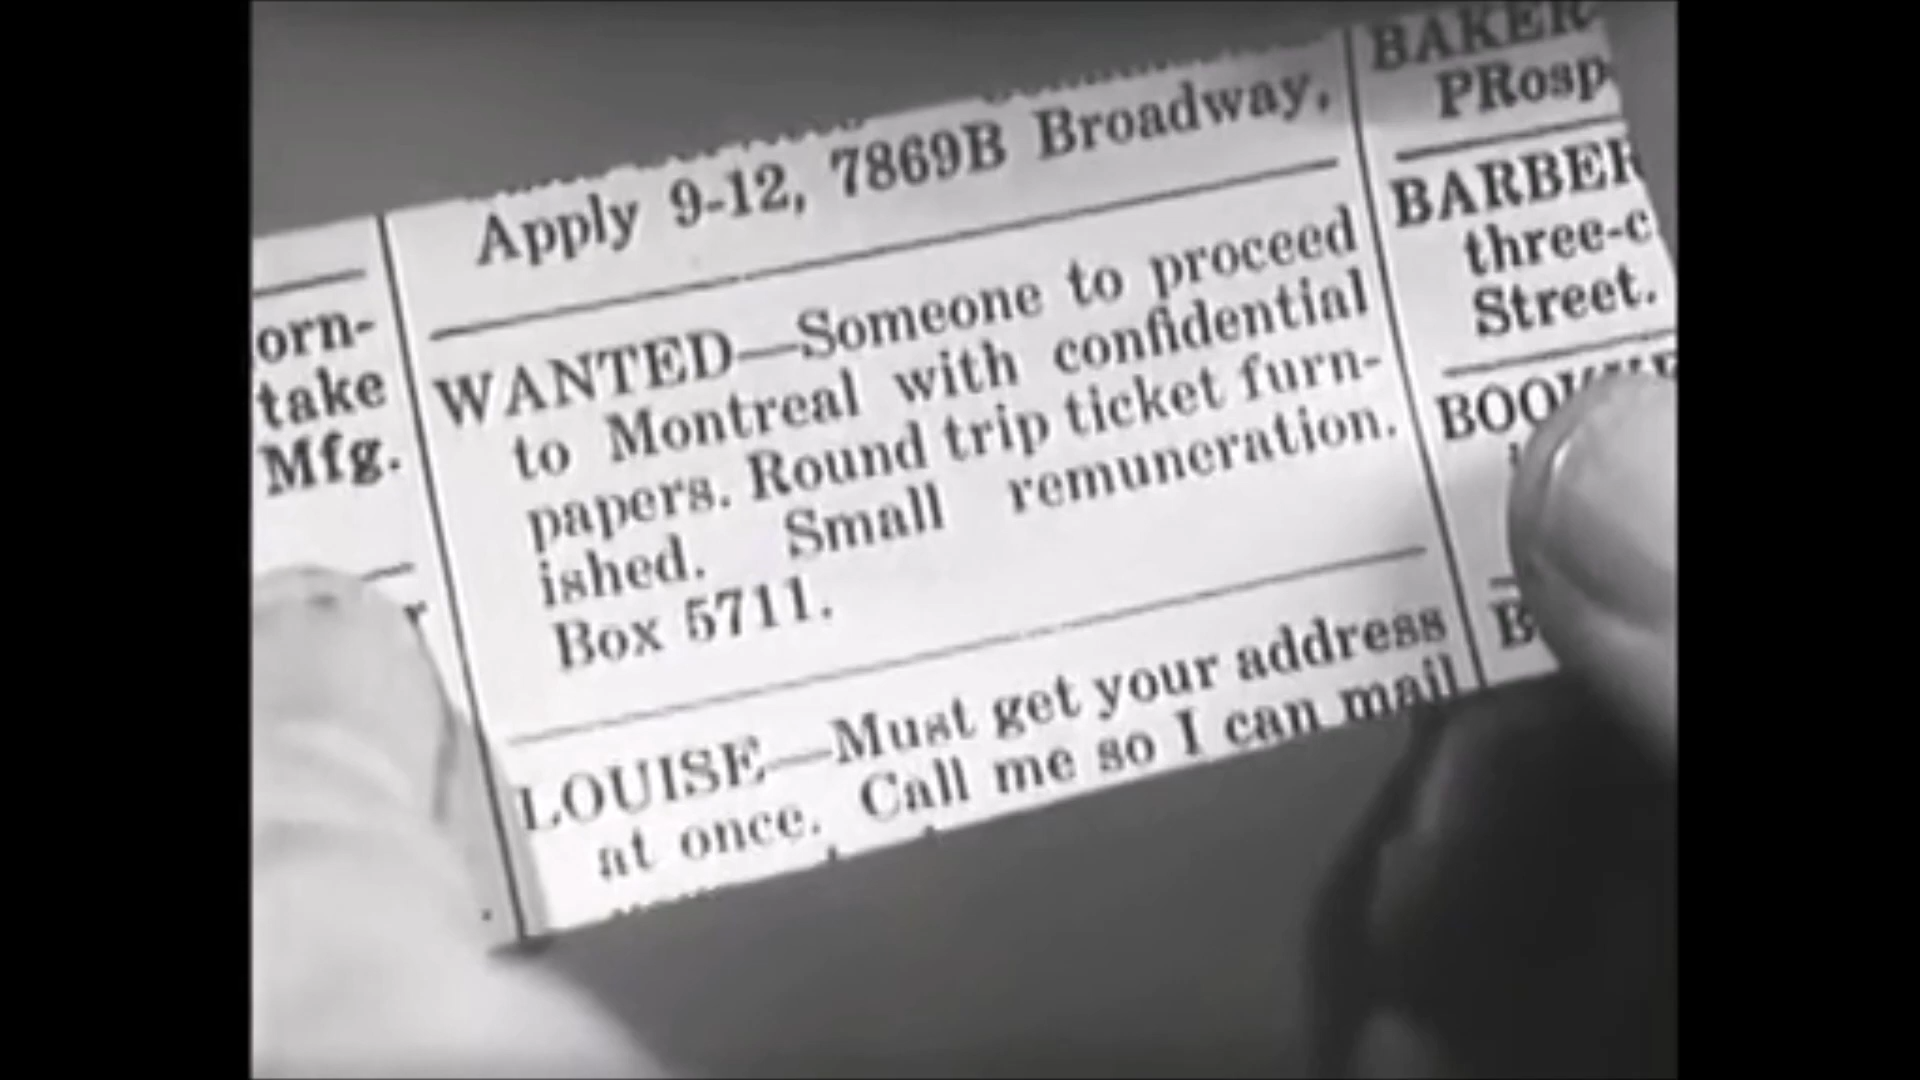 orn-
take
Mfg.
r
Apply 9-12, 7869B Broadway,
WANTED—Someone to proceed
to Montreal with confidential
papers. Round trip ticket furn-
ished. Small remuneration.
Box 5711.
LOUISE—Must get your address
at once. Call me so I can mail
BAKER
PRosp
BARBER
three-c
Street.
BOO
B